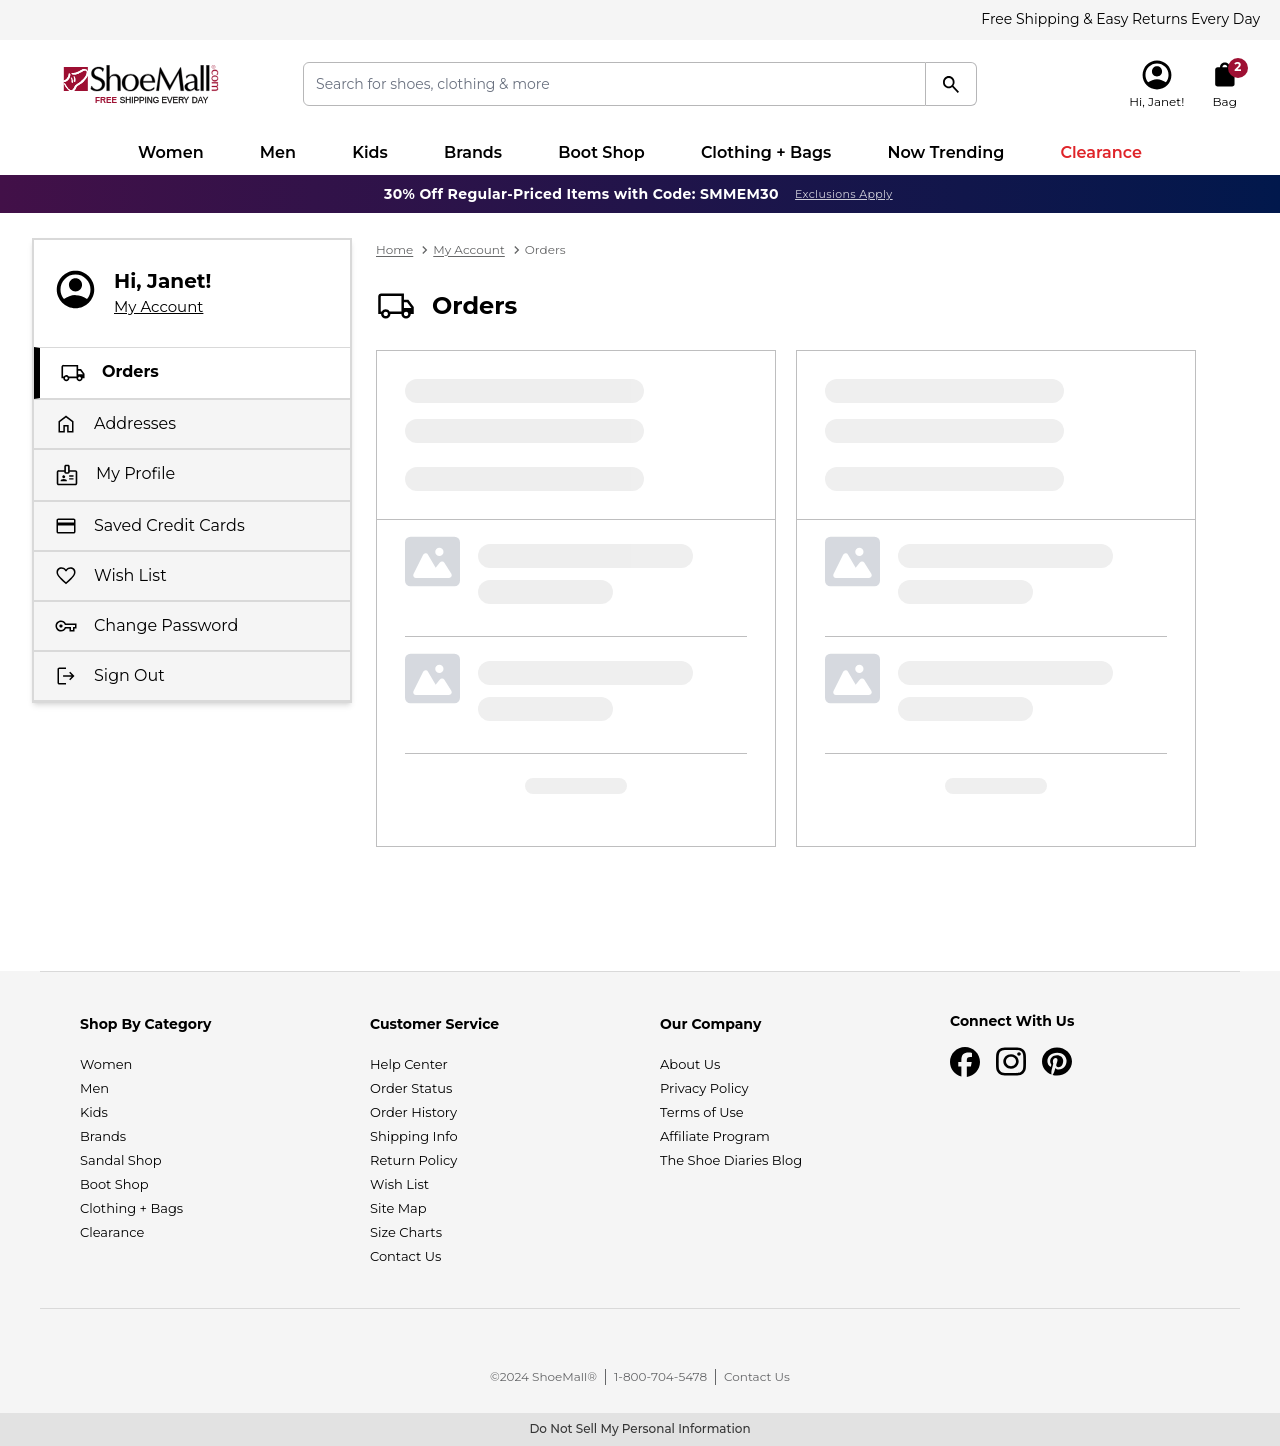 Free Shipping & Easy Returns Every Day
ShoeMall.com
FREE SHIPPING EVERY DAY
Search for shoes, clothing & more
Hi, Janet!
2
Bag
Women Men Kids Brands Boot Shop Clothing + Bags Now Trending Clearance
30% Off Regular-Priced Items with Code: SMMEM30 Exclusions Apply
Hi, Janet!
My Account
Orders
Addresses
My Profile
Saved Credit Cards
Wish List
Change Password
Sign Out
Home > My Account > Orders
Orders
Shop By Category
Women
Men
Kids
Brands
Sandal Shop
Boot Shop
Clothing + Bags
Clearance
Customer Service
Help Center
Order Status
Order History
Shipping Info
Return Policy
Wish List
Site Map
Size Charts
Contact Us
Our Company
About Us
Privacy Policy
Terms of Use
Affiliate Program
The Shoe Diaries Blog
Connect With Us
©2024 ShoeMall® | 1-800-704-5478 | Contact Us
Do Not Sell My Personal Information